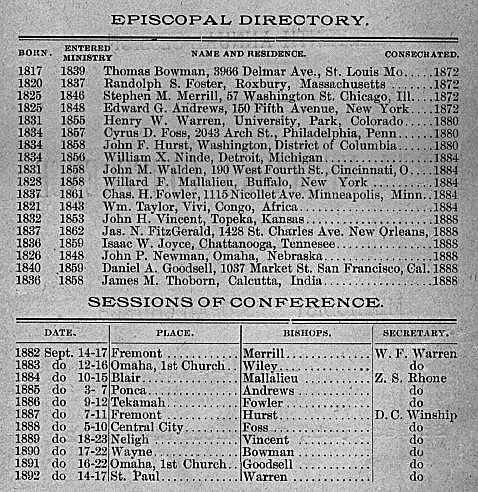 EPISCOPAL DIRECTORY.
BORN. ENTERED MINISTRY NAME AND RESIDENCE. CONSECRATED.
1817 1839 Thomas Bowman, 3966 Delmar Ave., St. Louis Mo.....1872
1820 1837 Randolph S. Foster, Roxbury, Massachusetts ......1872
1825 1846 Stephen M. Merrill, 57 Washington St. Chicago, Ill....1872
1825 1848 Edward G. Andrews, 150 Fifth Avenue, New York ....1872
1831 1855 Henry W. Warren, University, Park, Colorado ......1880
1834 1857 Cyrus D. Foss, 2043 Arch St., Philadelphia, Penn ....1880
1834 1858 John F. Hurst, Washington, District of Columbia ....1880
1834 1856 William X. Ninde, Detroit, Michigan..............1884
1831 1858 John M. Walden, 190 West Fourth St., Cincinnati, O....1884
1828 1858 Willard F. Mallalieu, Buffalo, New York ..........1884
1837 1861 Chas. H. Fowler, 1115 Nicollet Ave. Minneapolis, Minn..1884
1821 1843 Wm. Taylor, Vivi, Congo, Africa .................1884
1832 1853 John H. Vincent, Topeka, Kansas.................1888
1837 1862 Jas. N. FitzGerald, 1428 St. Charles Ave. New Orleans, 1888
1836 1859 Isaac W. Joyce, Chattanooga, Tennesee............1888
1826 1848 John P. Newman, Omaha, Nebraska...............1888
1840 1859 Daniel A. Goodsell, 1037 Market St. San Francisco, Cal. 1888
1836 1858 James M. Thoborn, Calcutta, India................1888
SESSIONS OF CONFERENCE.
DATE. PLACE. BISHOPS. SECRETARY.
1882 Sept. 14-17 Fremont ............ Merrill .............. W. F. Warren
1883 do 12-16 Omaha, 1st Church.. Wiley................ do
1884 do 10-15 Blair................ Mallalieu ............ Z. S. Rhone
1885 do 3- 7 Ponca .............. Andrews ............. do
1886 do 9-12 Tekamah ........... Fowler .............. do
1887 do 7-11 Fremont ............ Hurst ............... D. C. Winship
1888 do 5-10 Central City......... Foss ................ do
1889 do 18-23 Neligh .............. Vincent ............. do
1890 do 17-22 Wayne.............. Bowman ............ do
1891 do 16-22 Omaha, 1st Church.. Goodsell ............ do
1892 do 14-17 St. Paul ............ Warren ............. do